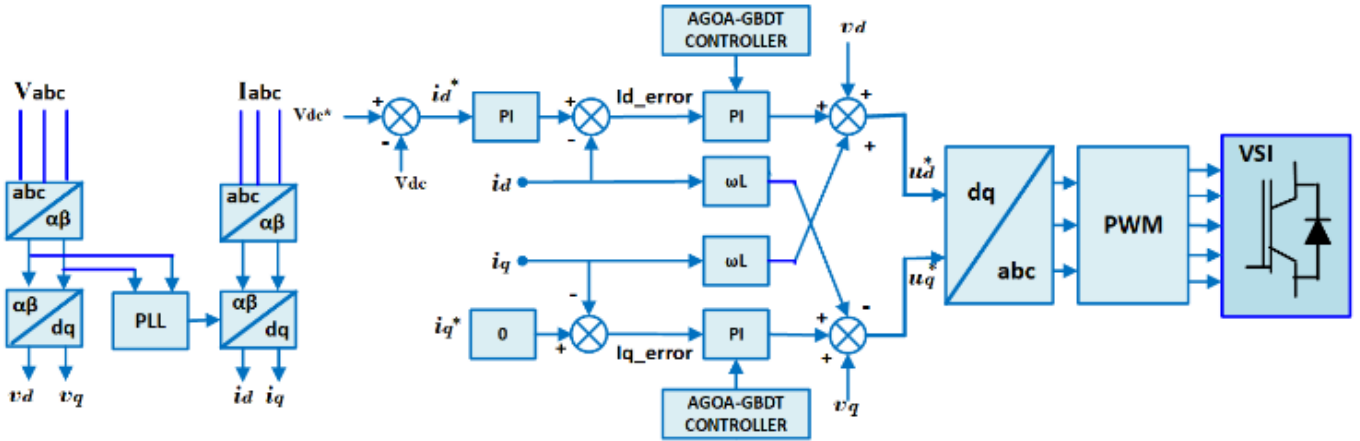 AGOA-GBDT
CONTROLLER
vd
Vabc
Iabc
Vdc*
+
-
Vdc
id*
PI
+
-
Id_error
PI
+
+
+
abc
αβ
abc
αβ
id
ωL
ud*
dq
abc
PWM
VSI
iq
ωL
uq*
αβ
dq
PLL
αβ
dq
iq*
0
-
+
Iq_error
PI
+
-
+
vd
vq
id
iq
AGOA-GBDT
CONTROLLER
vq